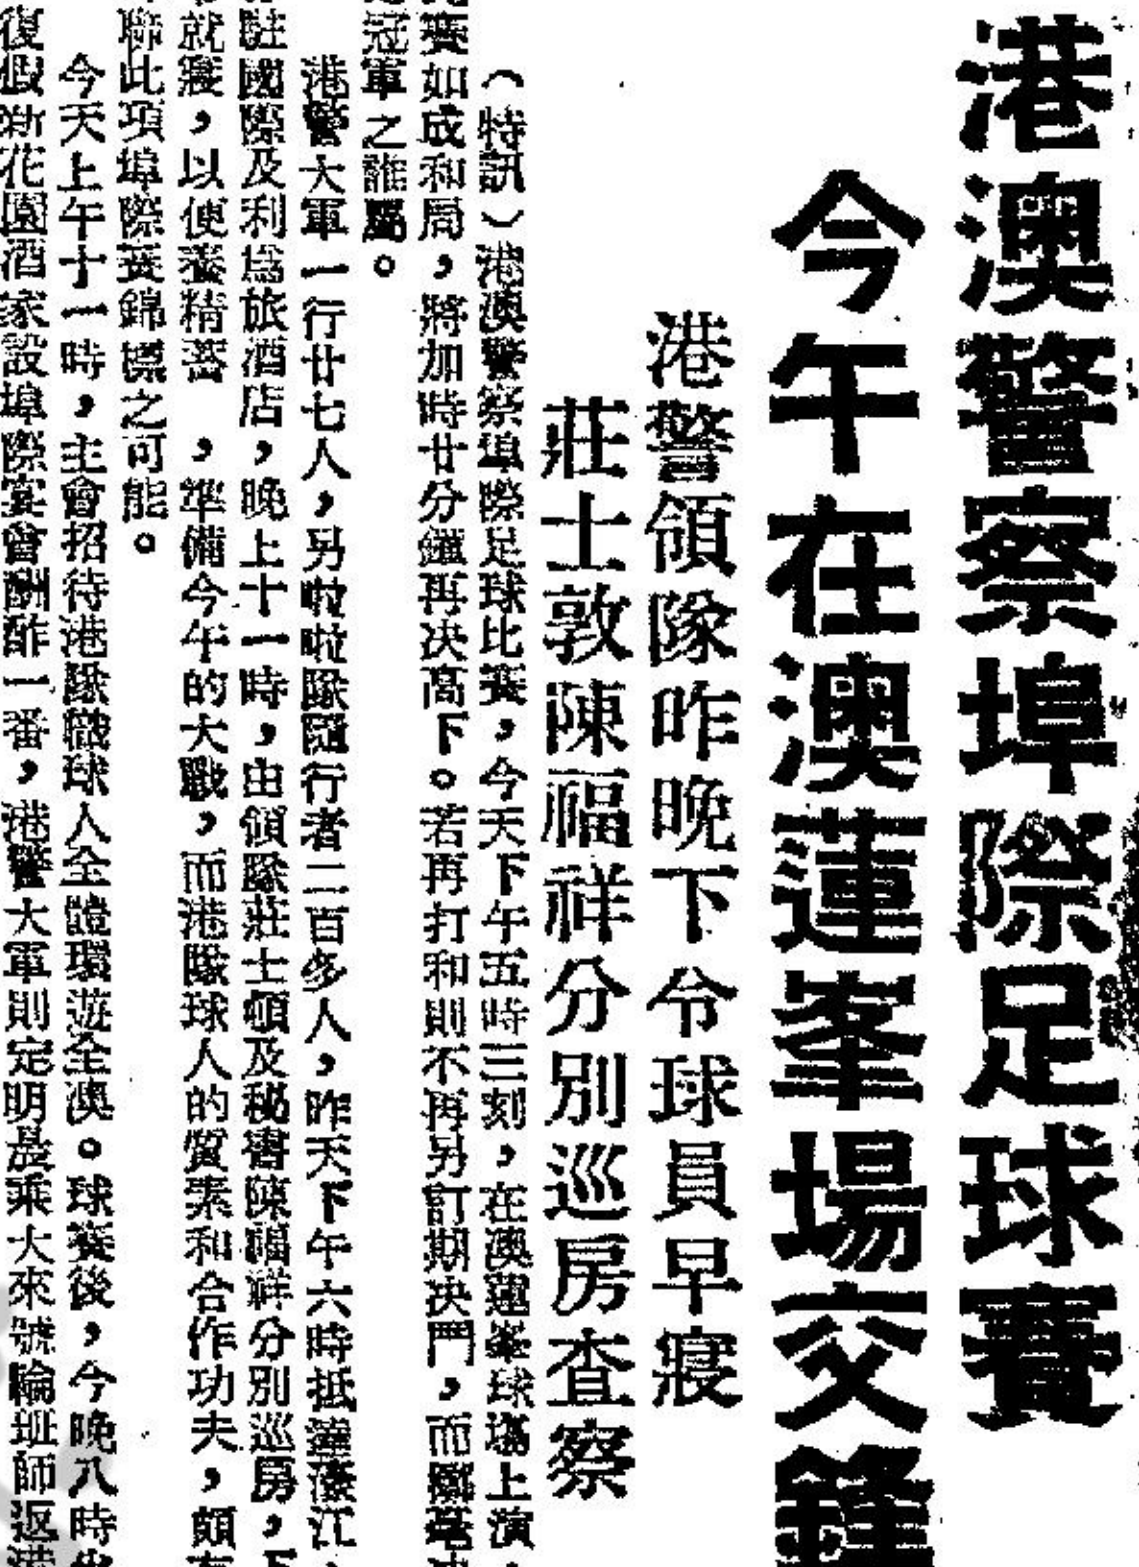 港澳警察埠際足球賽
今午在澳蓮峯場交鋒
港警領隊昨晚下令球員早寢
莊士敦陳福祥分別巡房查察
（特訊）港澳警察埠際足球比賽，今天下午五時三刻，在澳蓮峯球塲上演，
賽如成和局，將加時廿分鐘再决高下。若再打和則不再另訂期决鬥，而擲毫
冠軍之誰屬。
港警大軍一行廿七人，另啦啦隊隨行者二百多人，昨天下午六時抵達濠江，
駐國際及利爲旅酒店，晚上十一時，由領隊莊士頓及秘書陳福祥分別巡房，下
就寢，以便養精蓄，準備今午的大戰，而港隊球人的質素和合作功夫，頗
聯此項埠際賽錦標之可能。
今天上午十一時，主會招待港隊職球人全體環遊全澳。球賽後，今晚八時
復假新花園酒家設埠際宴會酬酢一番，港警大軍則定明晨乘大來號輪班師返港